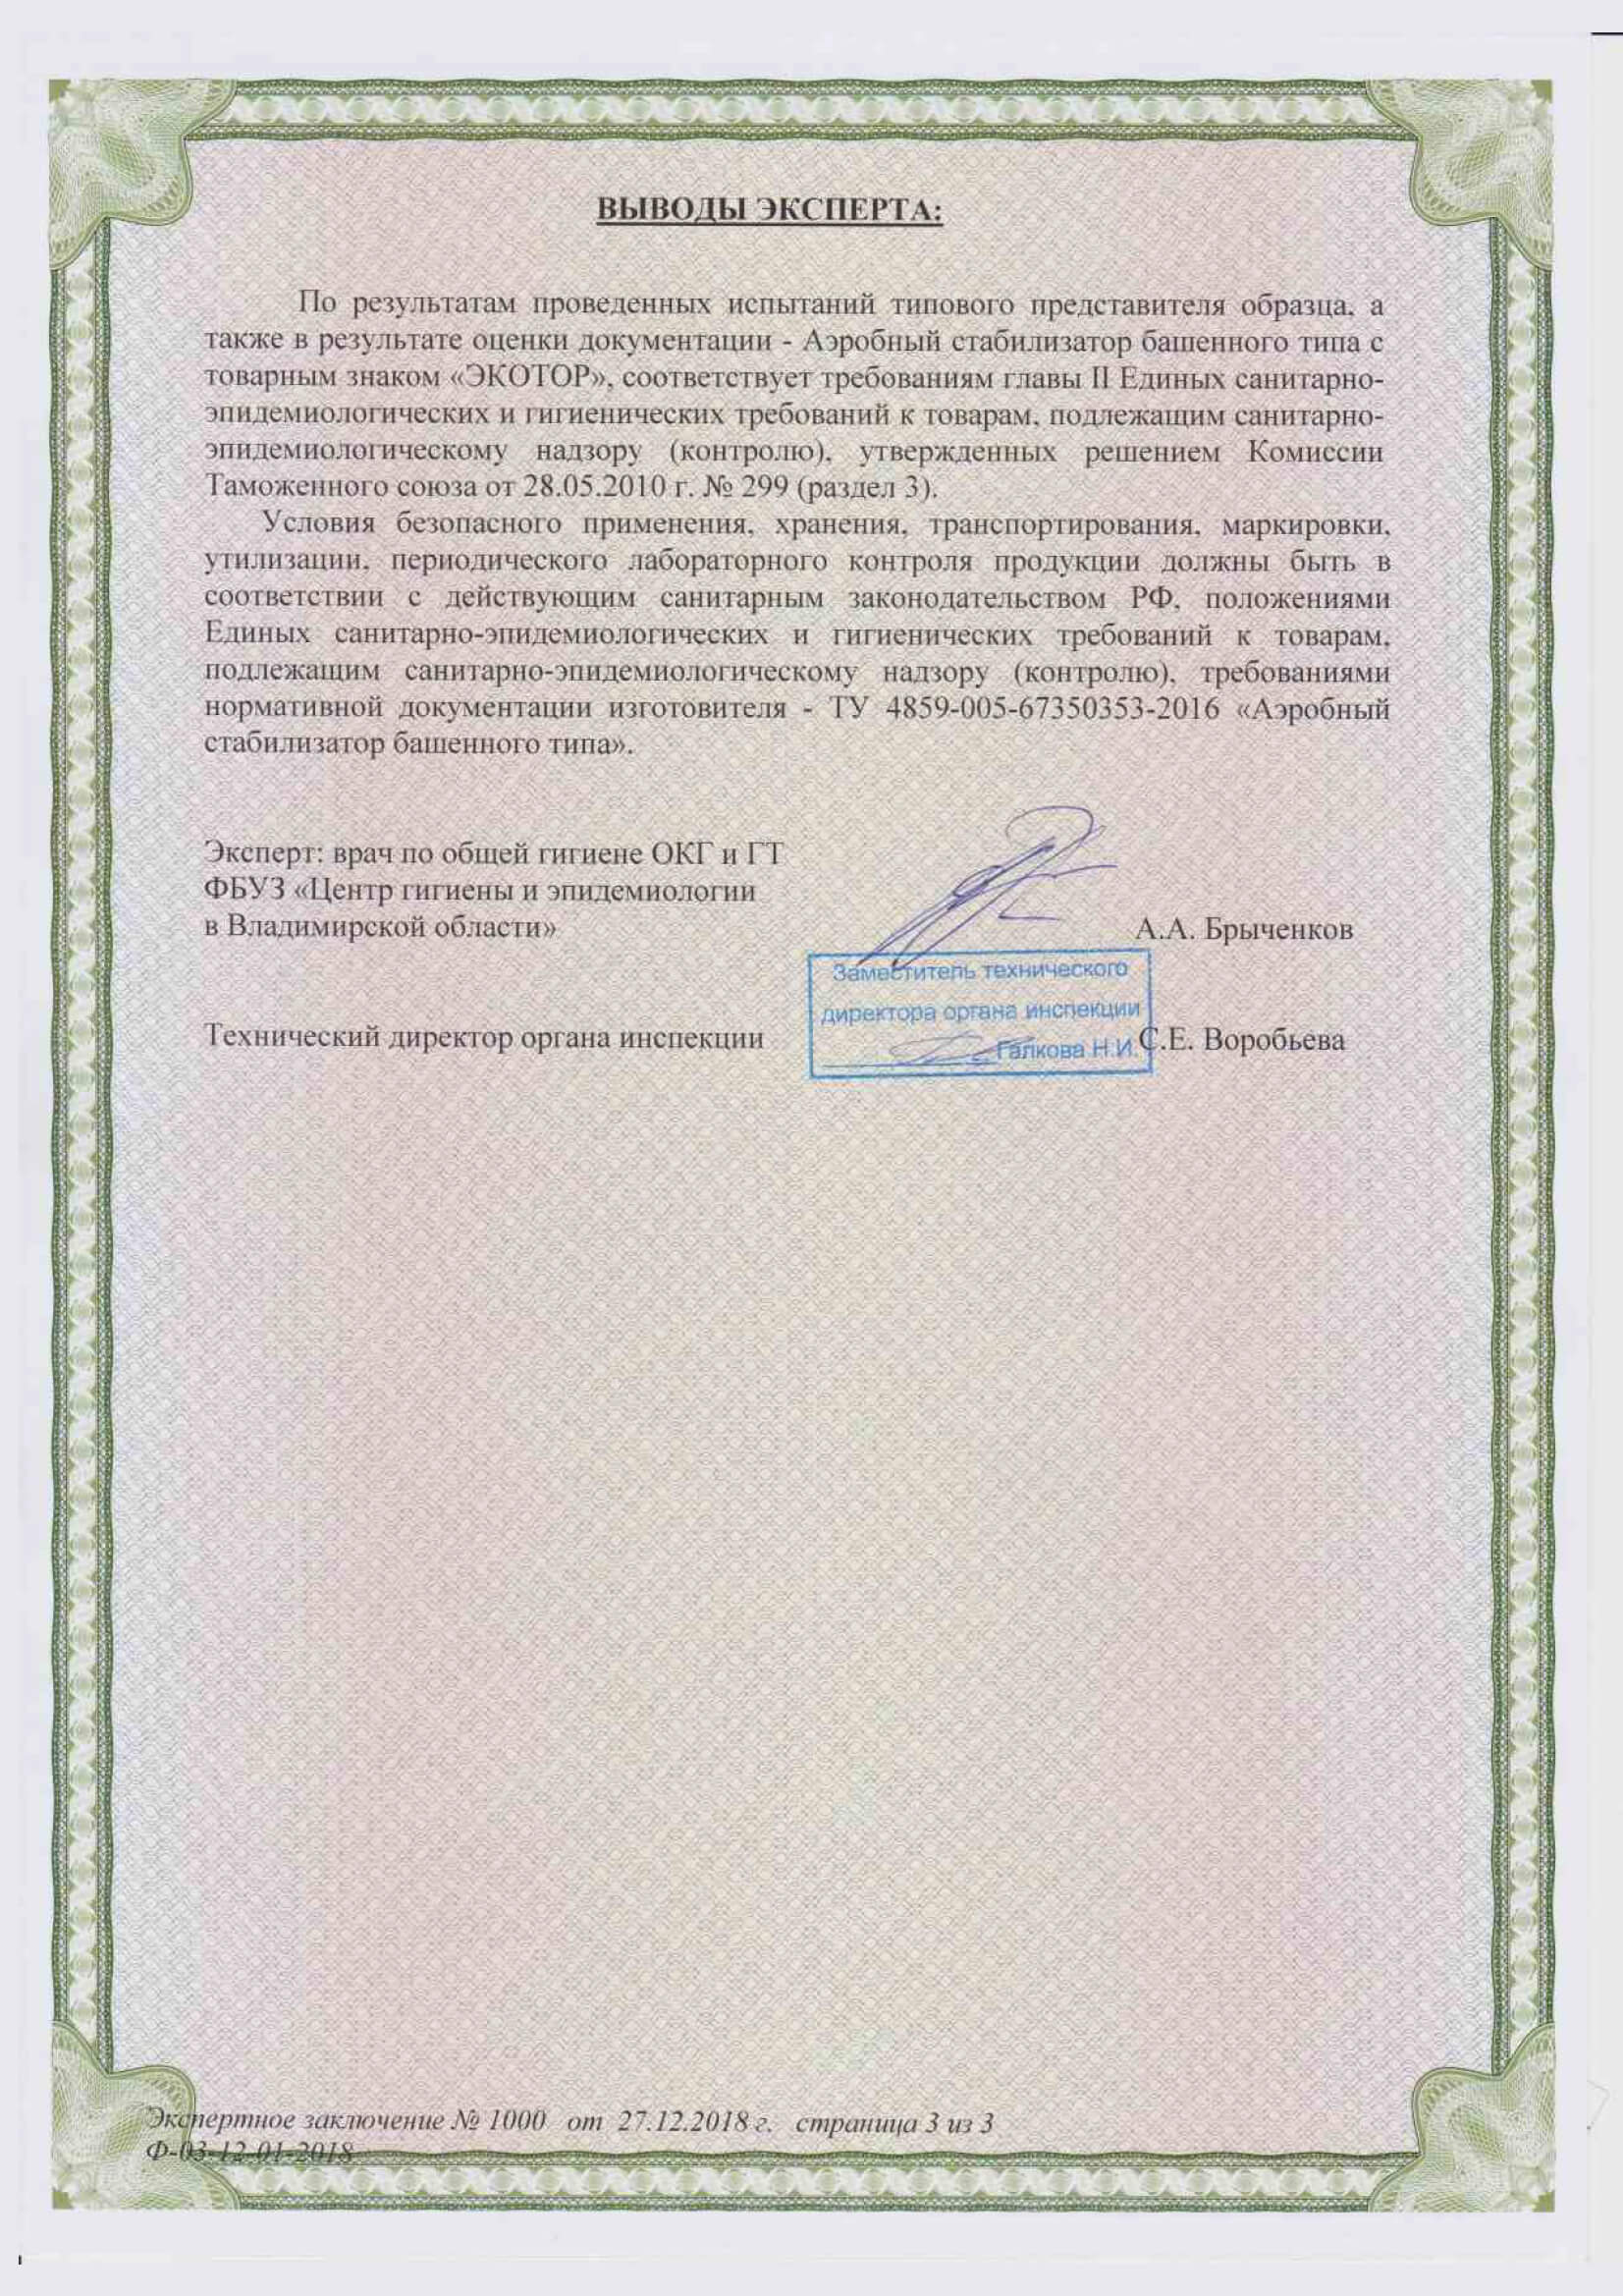 ВЫВОДЫ ЭКСПЕРТА:
По результатам проведенных испытаний типового представителя образца, а
также в результате оценки документации - Аэробный стабилизатор башенного типа с
товарным знаком «ЭКОТОР», соответствует требованиям главы II Единых санитарно-
эпидемиологических и гигиенических требований к товарам, подлежащим санитарно-
эпидемиологическому надзору (контролю), утвержденных решением Комиссии
Таможенного союза от 28.05.2010 г. № 299 (раздел 3).
Условия безопасного применения, хранения, транспортирования, маркировки,
утилизации, периодического лабораторного контроля продукции должны быть в
соответствии с действующим санитарным законодательством РФ, положениями
Единых санитарно-эпидемиологических и гигиенических требований к товарам,
подлежащим санитарно-эпидемиологическому надзору (контролю), требованиями
нормативной документации изготовителя - ТУ 4859-005-67350353-2016 «Аэробный
стабилизатор башенного типа».
Эксперт: врач по общей гигиене ОКГ и ГТ
ФБУЗ «Центр гигиены и эпидемиологии
в Владимирской области»
А.А. Брыченков
Заместитель технического
директора органа инспекции
Галкова Н.И.
Технический директор органа инспекции
С.Е. Воробьева
Экспертное заключение № 1000 от 27.12.2018 г. страница 3 из 3
Ф-03-12-01-2018